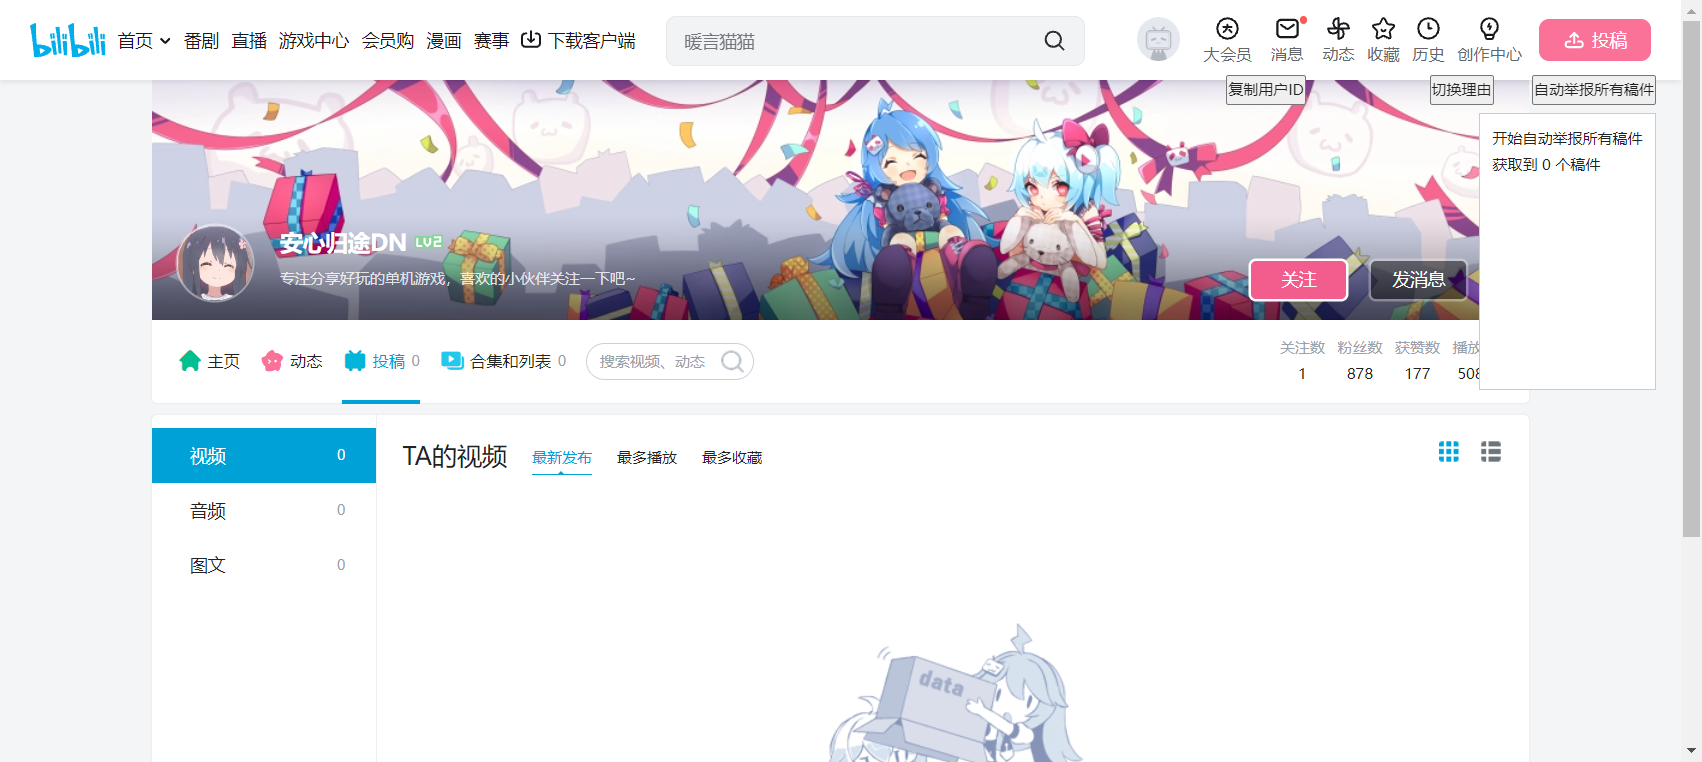 bilibili
首页 番剧 直播 游戏中心 会员购 漫画 赛事 下载客户端
暖言猫猫
大会员 消息 动态 收藏 历史 创作中心
投稿
复制用户ID 切换理由 自动举报所有稿件
开始自动举报所有稿件
获取到 0 个稿件
安心归途DN LV2
专注分享好玩的单机游戏，喜欢的小伙伴关注一下吧~
关注 发消息
主页 动态 投稿 0 合集和列表 0 搜索视频、动态
关注数 粉丝数 获赞数 播放
1 878 177 508
视频 0
音频 0
图文 0
TA的视频 最新发布 最多播放 最多收藏
data